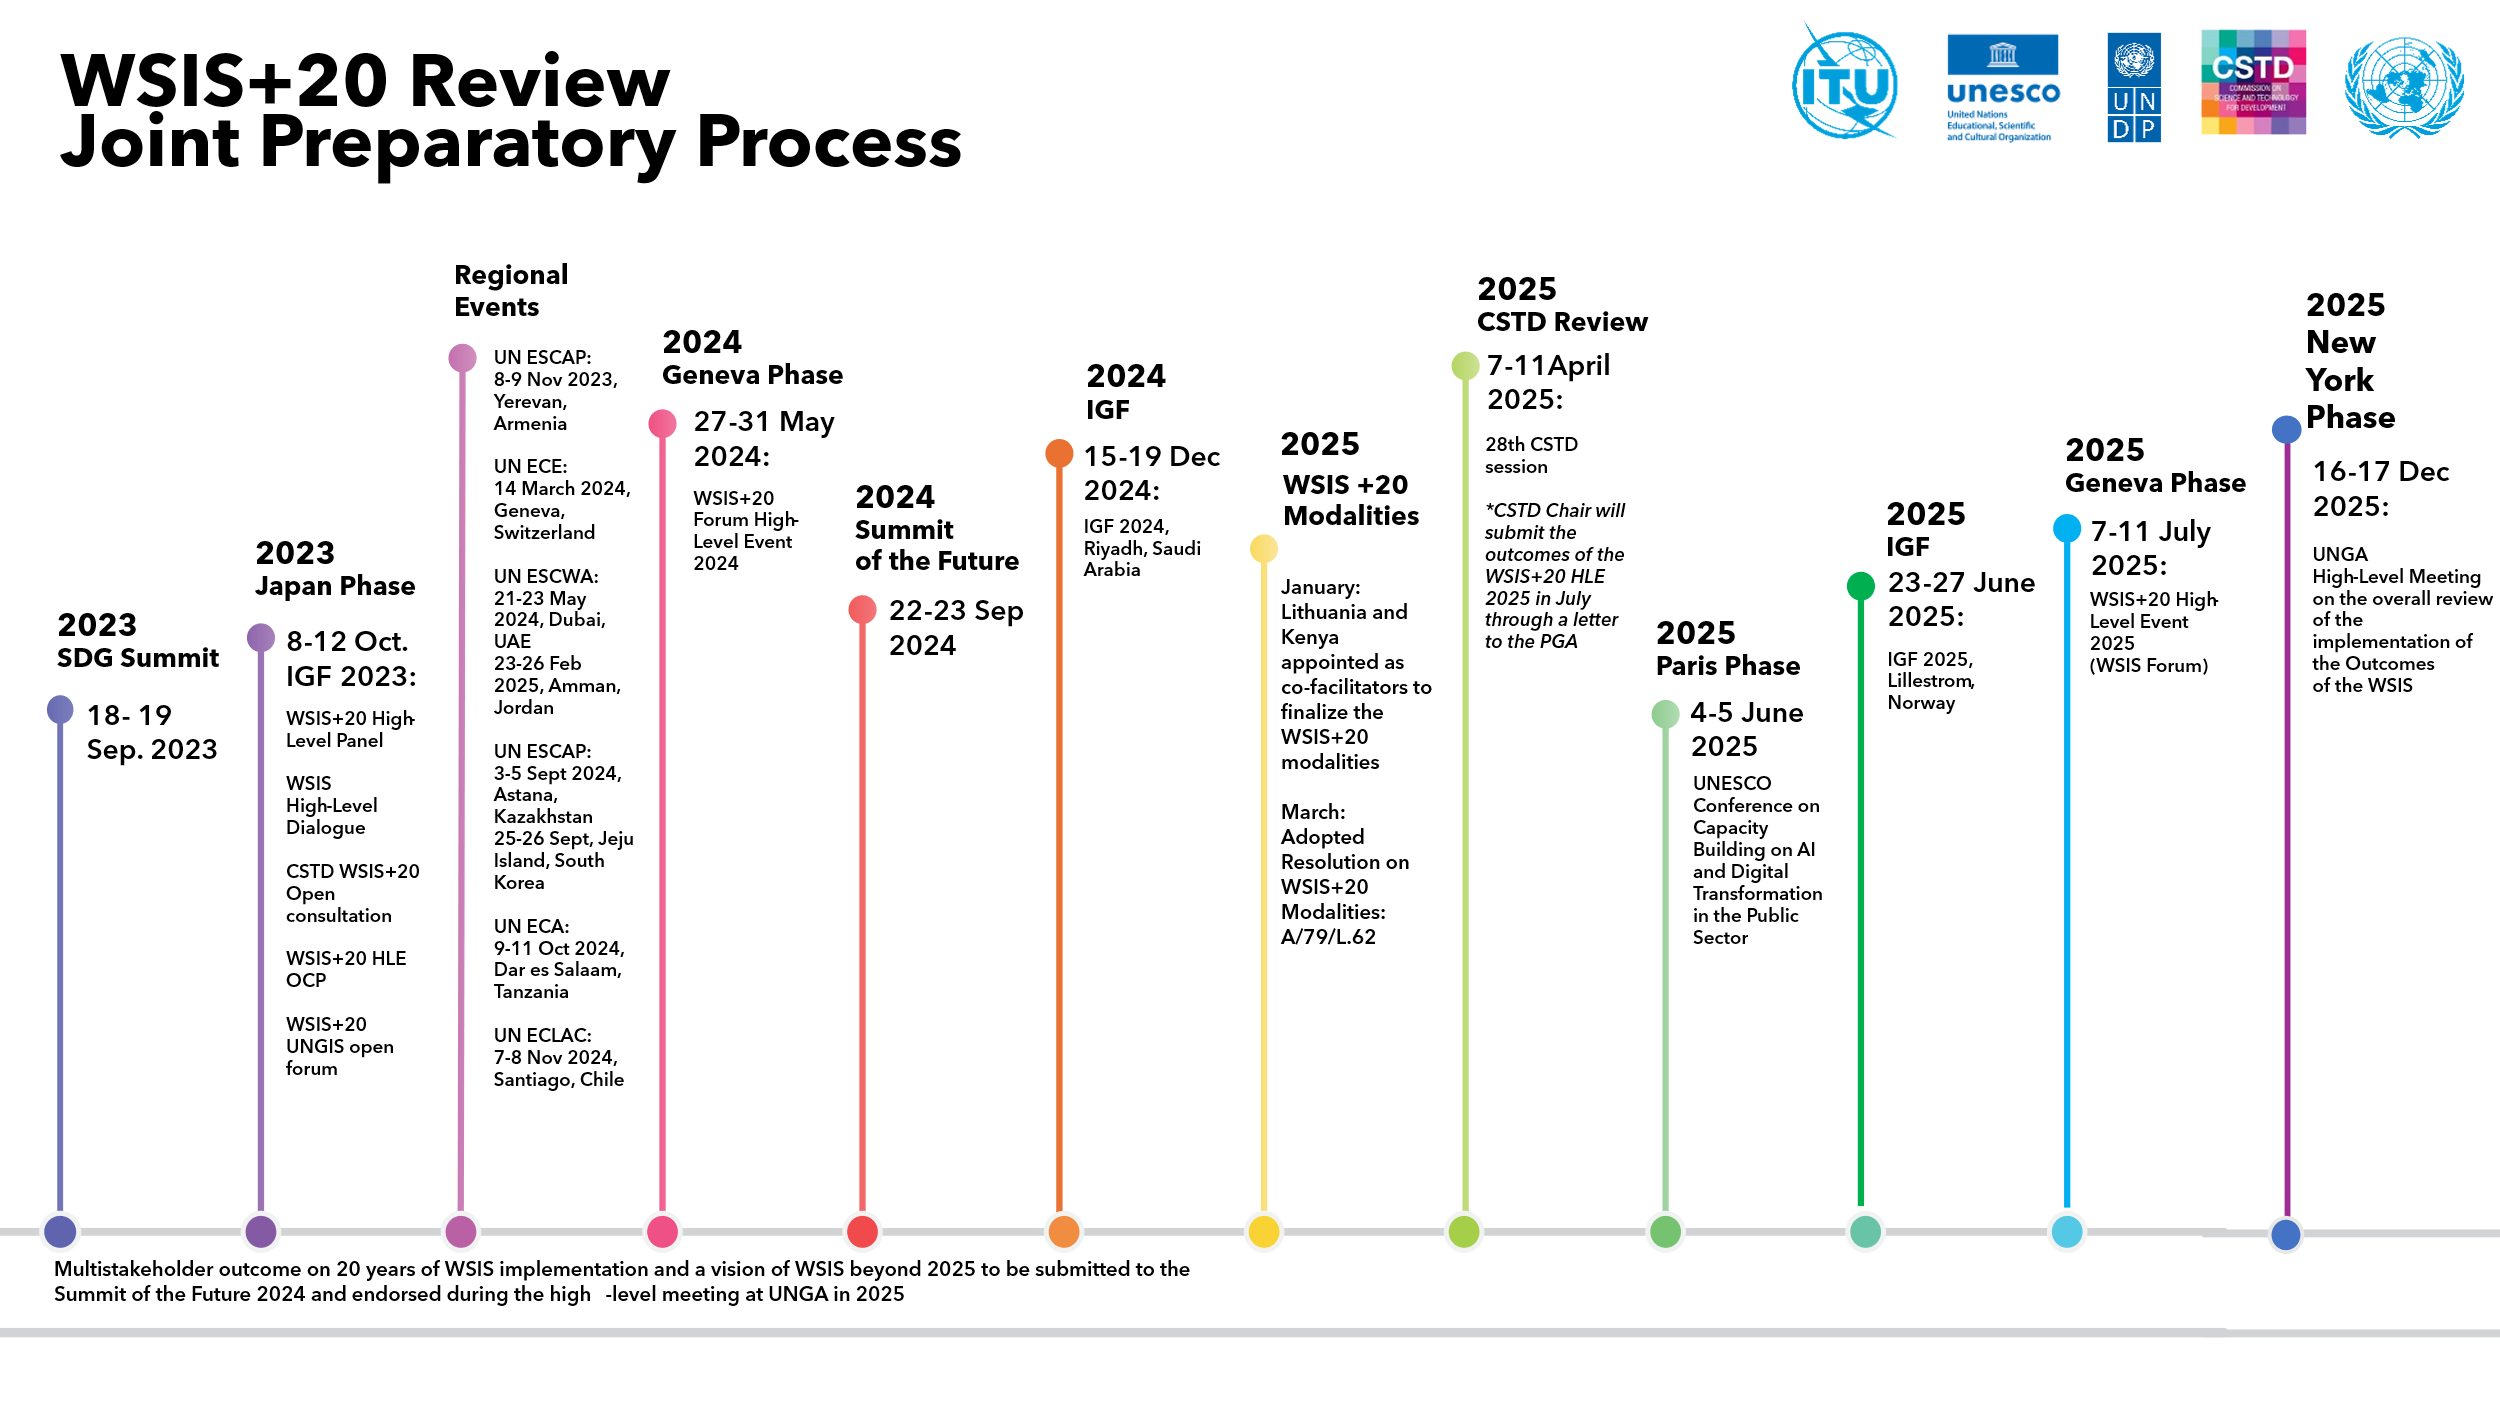 WSIS+20 Review
Joint Preparatory Process
ITU
unesco
United Nations
Educational, Scientific
and Cultural Organization
U N
D P
CSTD
COMMISSION ON
SCIENCE AND TECHNOLOGY
FOR DEVELOPMENT
2023
SDG Summit
18- 19
Sep. 2023
2023
Japan Phase
8-12 Oct.
IGF 2023:
WSIS+20 High-
Level Panel
WSIS
High-Level
Dialogue
CSTD WSIS+20
Open
consultation
WSIS+20 HLE
OCP
WSIS+20
UNGIS open
forum
Regional
Events
UN ESCAP:
8-9 Nov 2023,
Yerevan,
Armenia
UN ECE:
14 March 2024,
Geneva,
Switzerland
UN ESCWA:
21-23 May
2024, Dubai,
UAE
23-26 Feb
2025, Amman,
Jordan
UN ESCAP:
3-5 Sept 2024,
Astana,
Kazakhstan
25-26 Sept, Jeju
Island, South
Korea
UN ECA:
9-11 Oct 2024,
Dar es Salaam,
Tanzania
UN ECLAC:
7-8 Nov 2024,
Santiago, Chile
2024
Geneva Phase
27-31 May
2024:
WSIS+20
Forum High-
Level Event
2024
2024
Summit
of the Future
22-23 Sep
2024
2024
IGF
15-19 Dec
2024:
IGF 2024,
Riyadh, Saudi
Arabia
2025
WSIS +20
Modalities
January:
Lithuania and
Kenya
appointed as
co-facilitators to
finalize the
WSIS+20
modalities
March:
Adopted
Resolution on
WSIS+20
Modalities:
A/79/L.62
2025
CSTD Review
7-11April
2025:
28th CSTD
session
*CSTD Chair will
submit the
outcomes of the
WSIS+20 HLE
2025 in July
through a letter
to the PGA
2025
Paris Phase
4-5 June
2025
UNESCO
Conference on
Capacity
Building on AI
and Digital
Transformation
in the Public
Sector
2025
IGF
23-27 June
2025:
IGF 2025,
Lillestrom,
Norway
2025
Geneva Phase
7-11 July
2025:
WSIS+20 High-
Level Event
2025
(WSIS Forum)
2025
New
York
Phase
16-17 Dec
2025:
UNGA
High-Level Meeting
on the overall review
of the
implementation of
the Outcomes
of the WSIS
Multistakeholder outcome on 20 years of WSIS implementation and a vision of WSIS beyond 2025 to be submitted to the
Summit of the Future 2024 and endorsed during the high -level meeting at UNGA in 2025